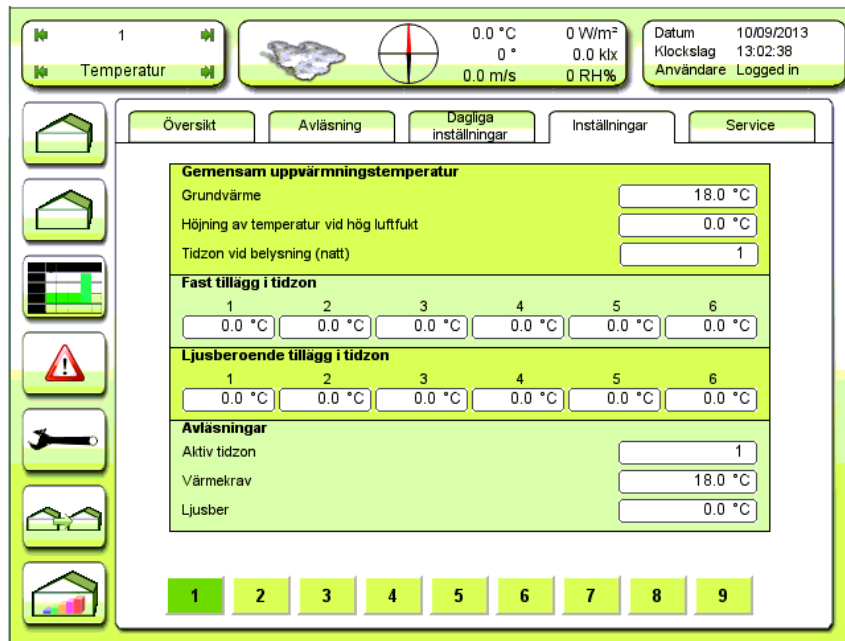 1
Temperatur
0.0 °C
0 °
0.0 m/s
0 W/m²
0.0 klx
0 RH%
Datum 10/09/2013
Klockslag 13:02:38
Användare Logged in
Översikt
Avläsning
Dagliga
inställningar
Inställningar
Service
Gemensam uppvärmningstemperatur
Grundvärme 18.0 °C
Höjning av temperatur vid hög luftfukt 0.0 °C
Tidzon vid belysning (natt) 1
Fast tillägg i tidzon
1 2 3 4 5 6
0.0 °C 0.0 °C 0.0 °C 0.0 °C 0.0 °C 0.0 °C
Ljusberoende tillägg i tidzon
1 2 3 4 5 6
0.0 °C 0.0 °C 0.0 °C 0.0 °C 0.0 °C 0.0 °C
Avläsningar
Aktiv tidzon 1
Värmekrav 18.0 °C
Ljusber 0.0 °C
1 2 3 4 5 6 7 8 9